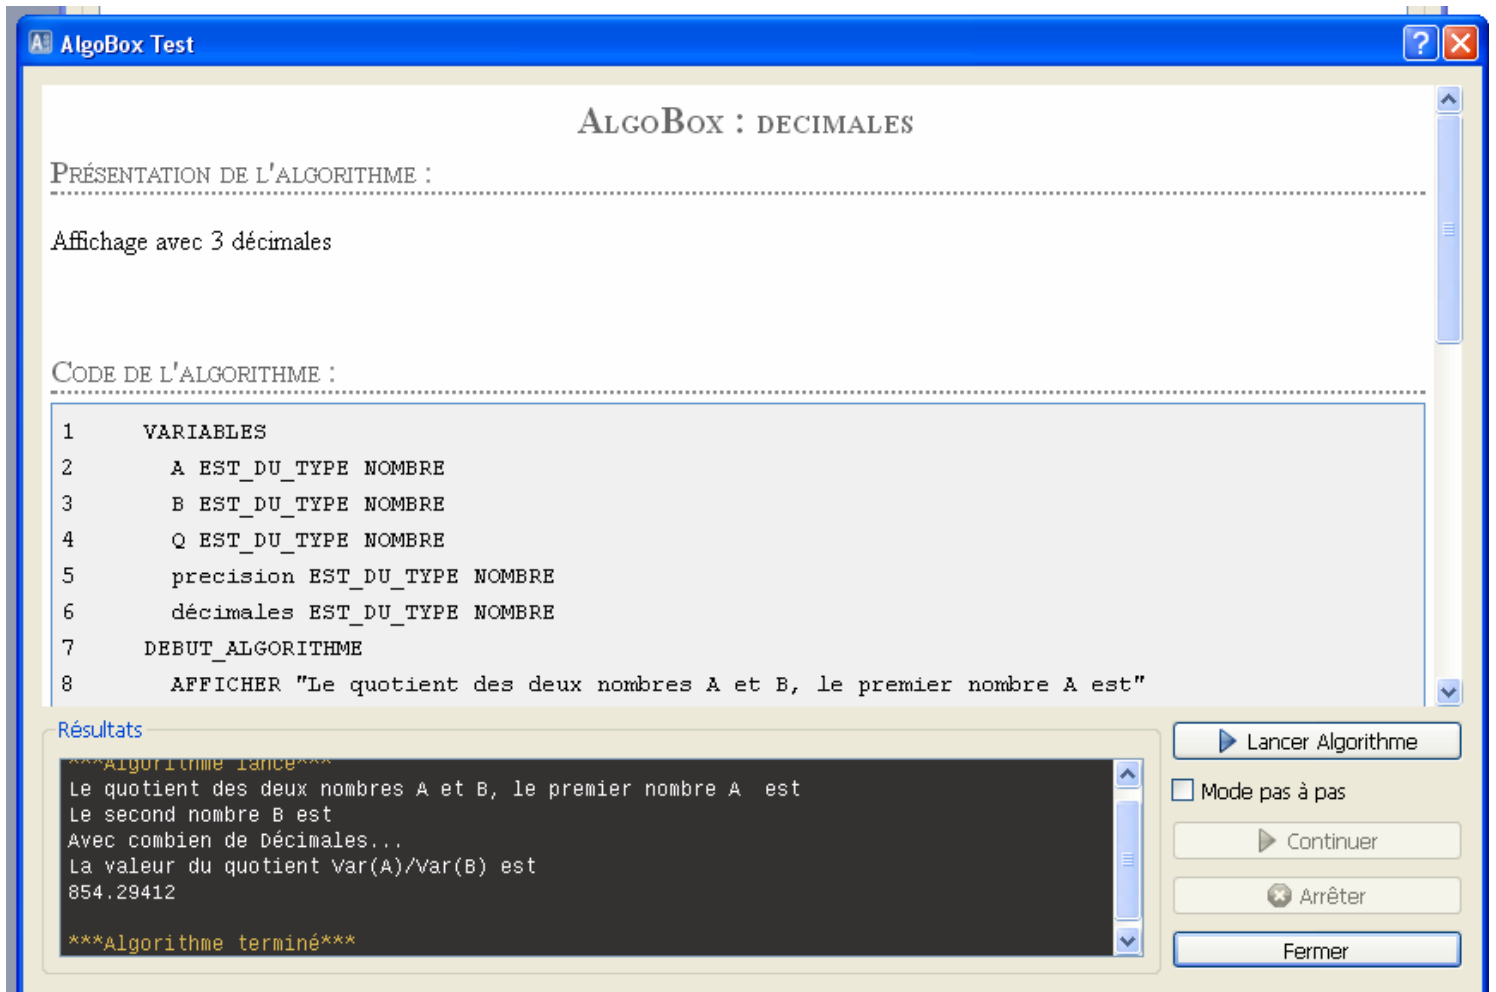 AlgoBox Test
AlgoBox : decimales
Présentation de l'algorithme :
Affichage avec 3 décimales
Code de l'algorithme :
1 VARIABLES
2 A EST_DU_TYPE NOMBRE
3 B EST_DU_TYPE NOMBRE
4 Q EST_DU_TYPE NOMBRE
5 precision EST_DU_TYPE NOMBRE
6 décimales EST_DU_TYPE NOMBRE
7 DEBUT_ALGORITHME
8 AFFICHER "Le quotient des deux nombres A et B, le premier nombre A est"
Résultats
***Algorithme lancé***
Le quotient des deux nombres A et B, le premier nombre A  est
Le second nombre B est
Avec combien de Décimales...
La valeur du quotient Var(A)/Var(B) est
854.29412
***Algorithme terminé***
Lancer Algorithme
Mode pas à pas
Continuer
Arrêter
Fermer